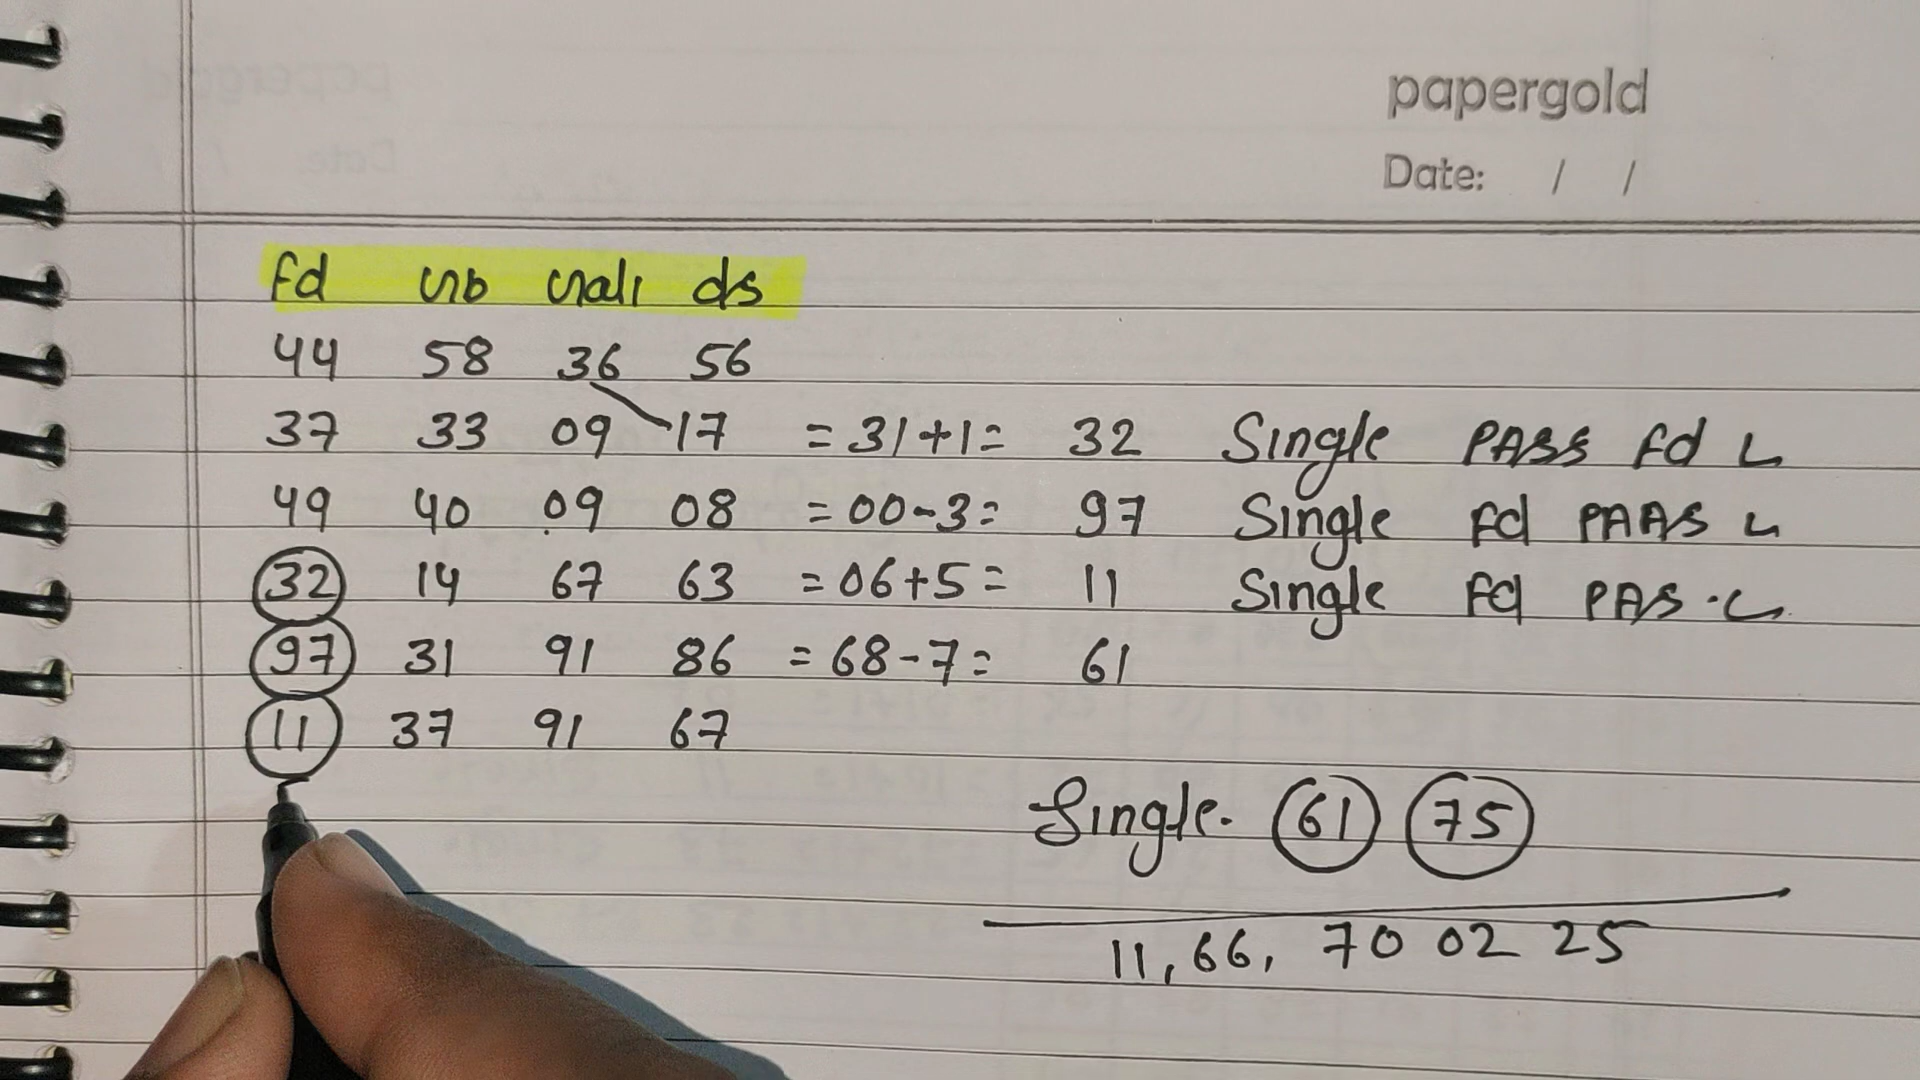 papergold
Date: / /
Fd Gb Gali ds
44 58 36 56
37 33 09 17 = 31+1= 32 Single PASS Fd
49 40 09 08 = 00-3= 97 Single Fd PAAS
32 14 67 63 = 06+5= 11 Single Fd PAS
97 31 91 86 = 68-7= 61
11 37 91 67
Single. 61 75
11, 66, 70 02 25